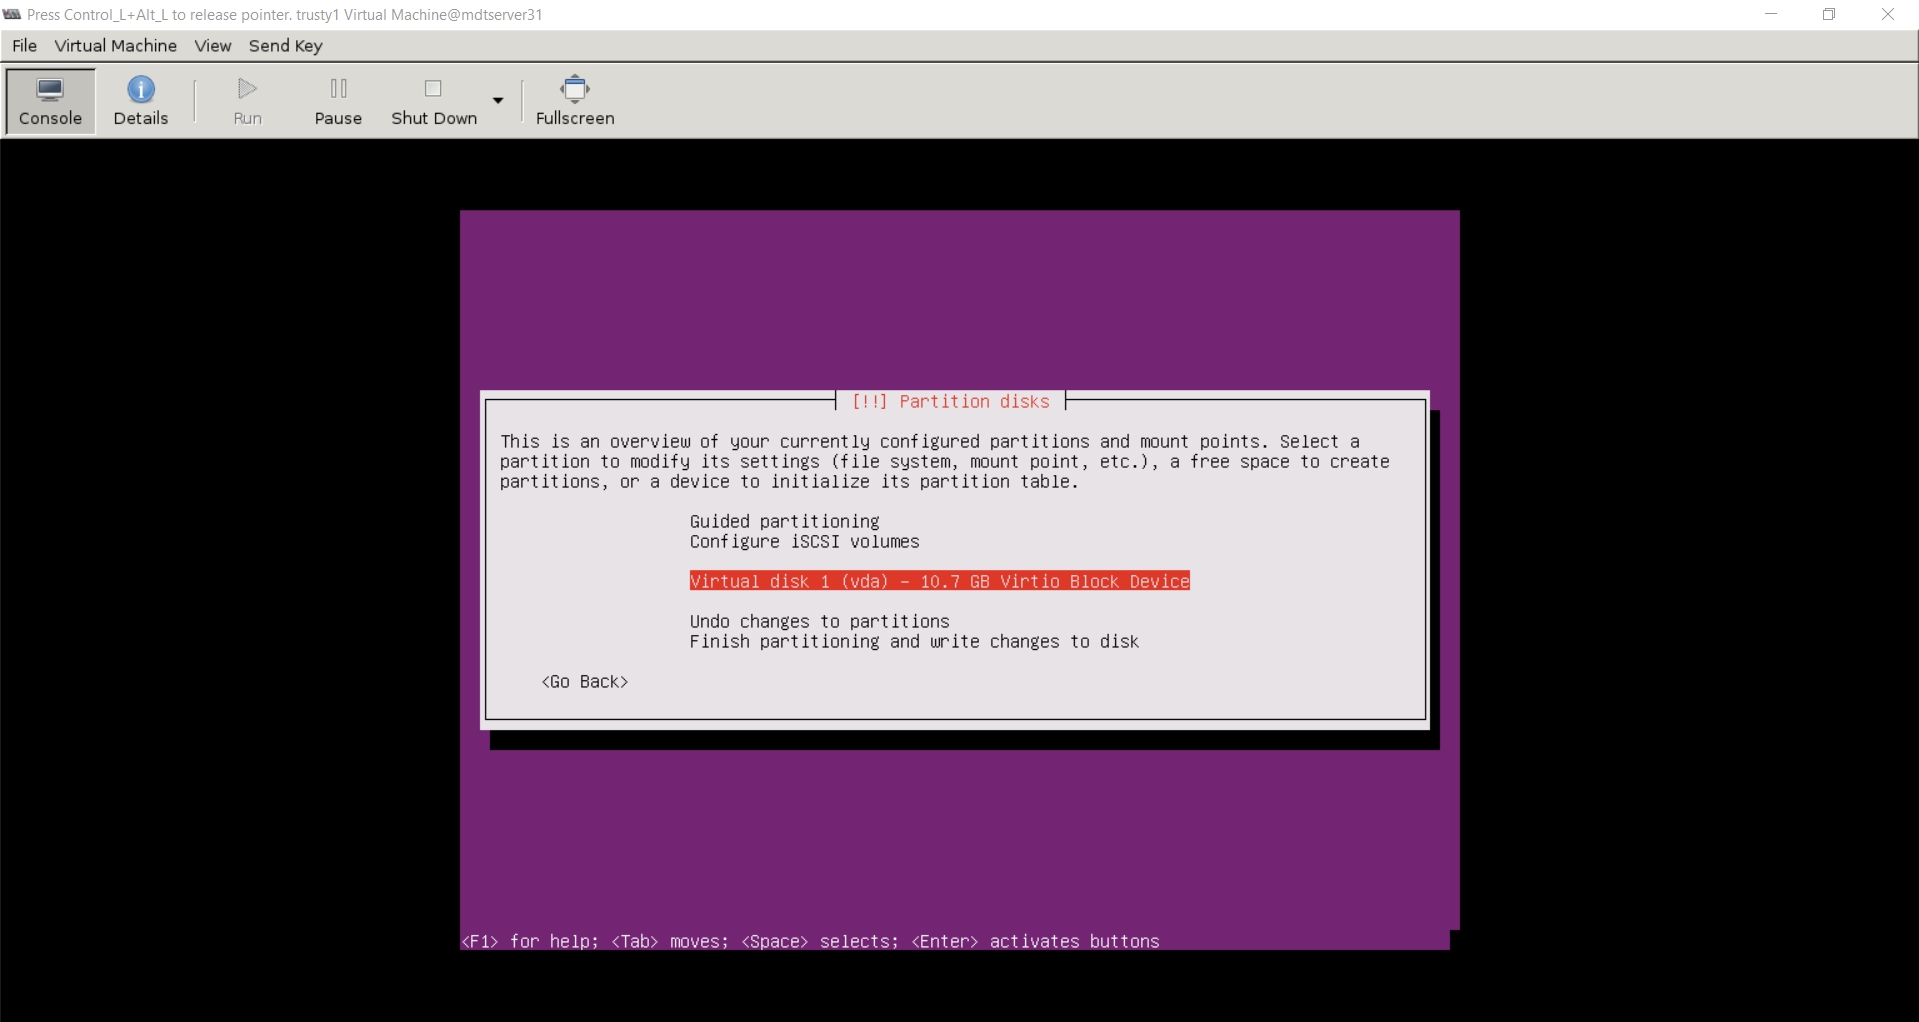 Press Control_L+Alt_L to release pointer. trusty1 Virtual Machine@mdtserver31
File Virtual Machine View Send Key
Console Details Run Pause Shut Down Fullscreen
[!!] Partition disks
This is an overview of your currently configured partitions and mount points. Select a
partition to modify its settings (file system, mount point, etc.), a free space to create
partitions, or a device to initialize its partition table.
Guided partitioning
Configure iSCSI volumes
Virtual disk 1 (vda) - 10.7 GB Virtio Block Device
Undo changes to partitions
Finish partitioning and write changes to disk
<Go Back>
<F1> for help; <Tab> moves; <Space> selects; <Enter> activates buttons